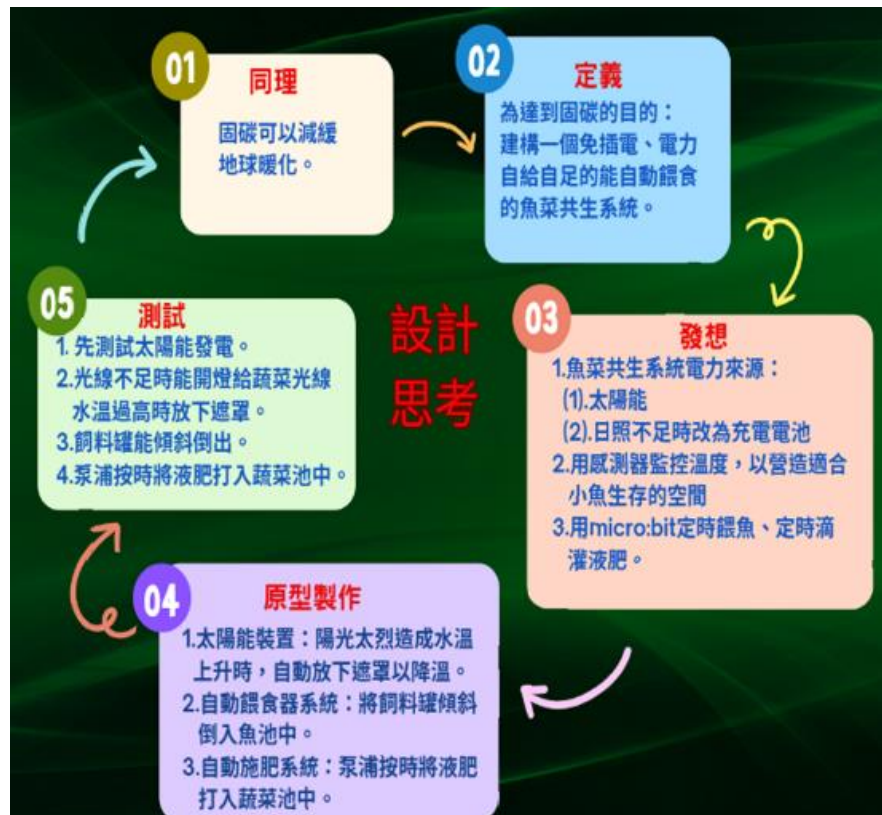 01
同理
固碳可以減緩
地球暖化。
02
定義
為達到固碳的目的：
建構一個免插電、電力
自給自足的能自動餵食
的魚菜共生系統。
03
發想
1.魚菜共生系統電力來源：
(1).太陽能
(2).日照不足時改為充電電池
2.用感測器監控溫度，以營造適合
小魚生存的空間
3.用micro:bit定時餵魚、定時滴
灌液肥。
04
原型製作
1.太陽能裝置：陽光太烈造成水溫
上升時，自動放下遮罩以降溫。
2.自動餵食器系統：將飼料罐傾斜
倒入魚池中。
3.自動施肥系統：泵浦按時將液肥
打入蔬菜池中。
05
測試
1. 先測試太陽能發電。
2.光線不足時能開燈給蔬菜光線
水溫過高時放下遮罩。
3.飼料罐能傾斜倒出。
4.泵浦按時將液肥打入蔬菜池中。
設計
思考